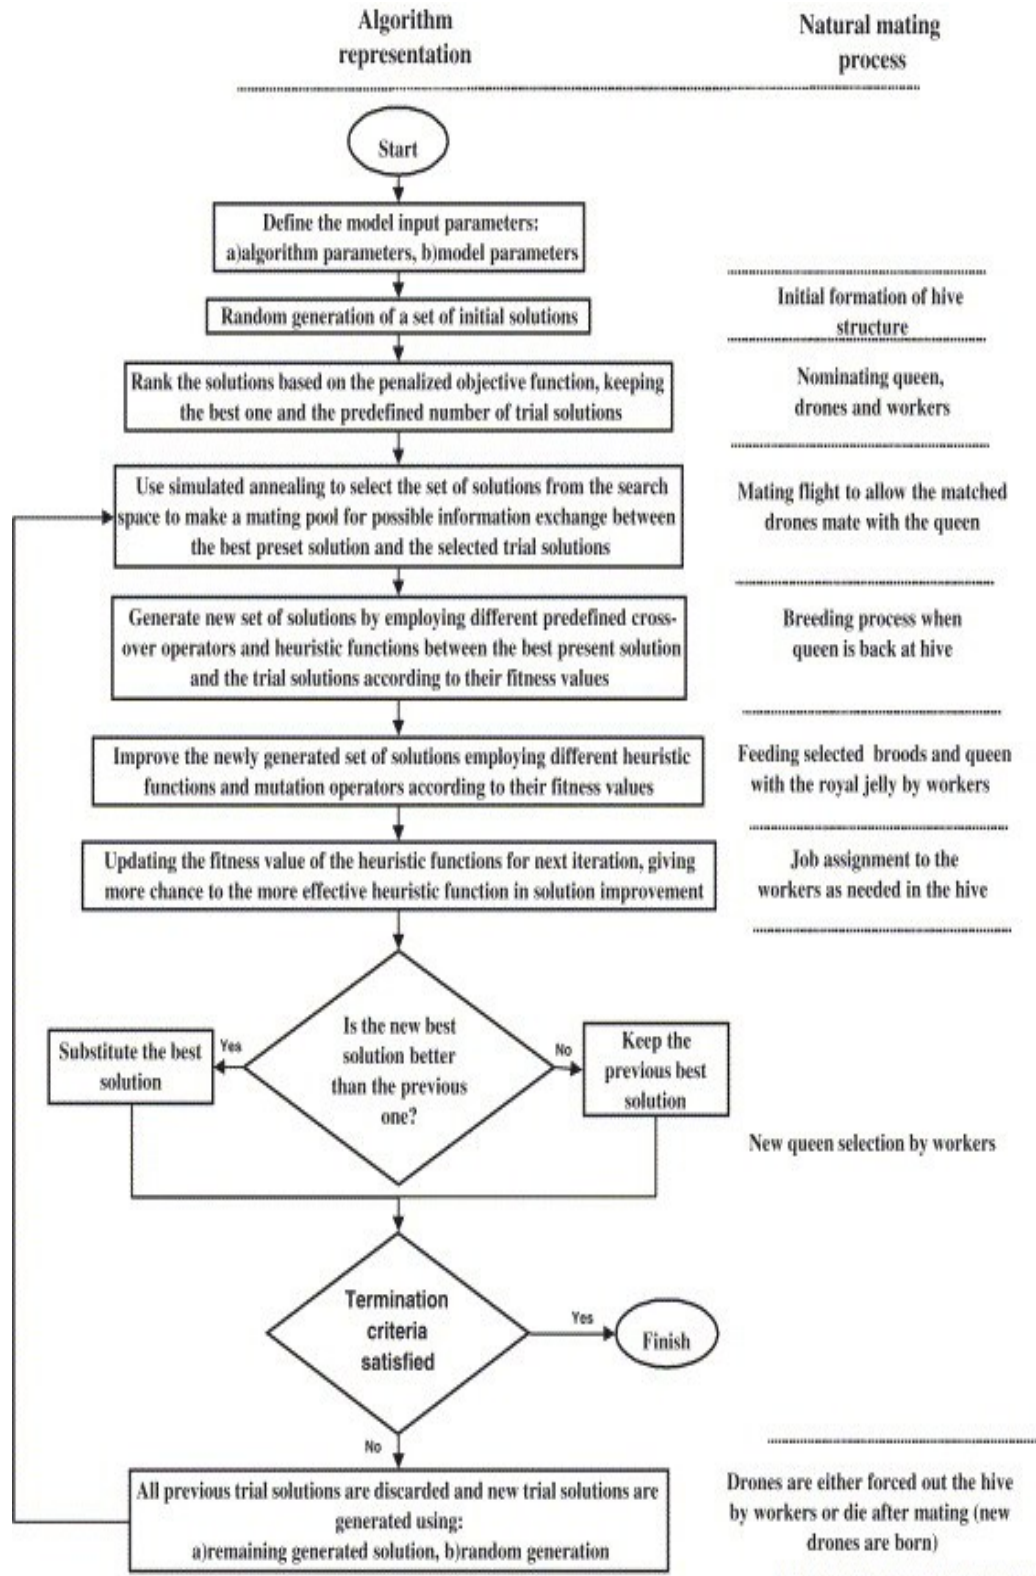 Algorithm
representation
Natural mating
process
Start
Define the model input parameters:
a)algorithm parameters, b)model parameters
Random generation of a set of initial solutions
Initial formation of hive
structure
Rank the solutions based on the penalized objective function, keeping
the best one and the predefined number of trial solutions
Nominating queen,
drones and workers
Use simulated annealing to select the set of solutions from the search
space to make a mating pool for possible information exchange between
the best preset solution and the selected trial solutions
Mating flight to allow the matched
drones mate with the queen
Generate new set of solutions by employing different predefined cross-
over operators and heuristic functions between the best present solution
and the trial solutions according to their fitness values
Breeding process when
queen is back at hive
Improve the newly generated set of solutions employing different heuristic
functions and mutation operators according to their fitness values
Feeding selected broods and queen
with the royal jelly by workers
Updating the fitness value of the heuristic functions for next iteration, giving
more chance to the more effective heuristic function in solution improvement
Job assignment to the
workers as needed in the hive
Is the new best
solution better
than the previous
one?
Yes
Substitute the best
solution
No
Keep the
previous best
solution
New queen selection by workers
Termination
criteria
satisfied
Yes
Finish
No
All previous trial solutions are discarded and new trial solutions are
generated using:
a)remaining generated solution, b)random generation
Drones are either forced out the hive
by workers or die after mating (new
drones are born)